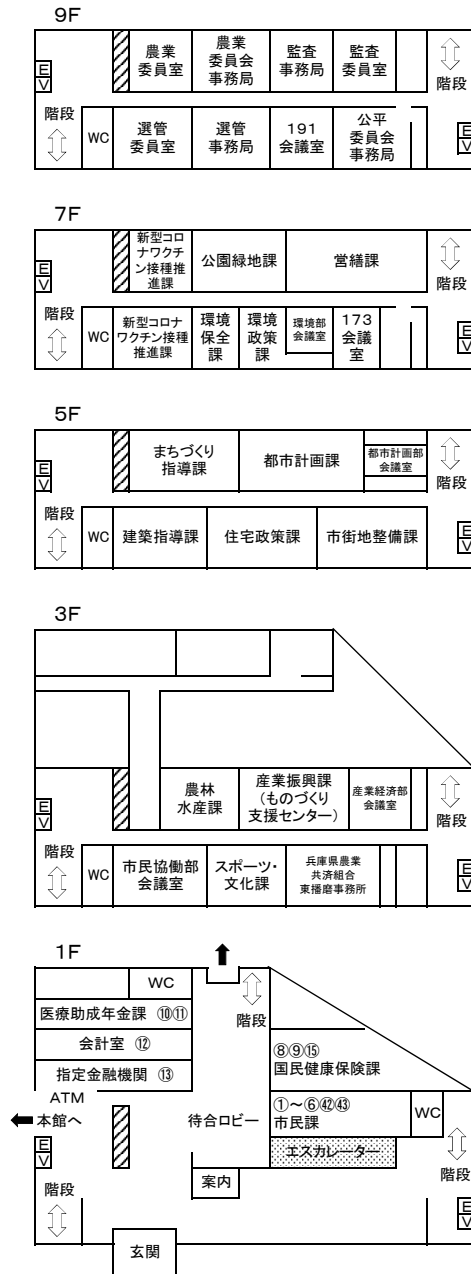 9F
農業
委員室
農業
委員会
事務局
監査
事務局
監査
委員室
EV
階段
階段
WC
選管
委員室
選管
事務局
191
会議室
公平
委員会
事務局
EV
7F
新型コロ
ナワクチ
ン接種推
進課
公園緑地課
営繕課
EV
階段
階段
WC
新型コロナ
ワクチン接種
推進課
環境
保全
課
環境
政策
課
環境部
会議室
173
会議
室
EV
5F
まちづくり
指導課
都市計画課
都市計画部
会議室
EV
階段
階段
WC
建築指導課
住宅政策課
市街地整備課
EV
3F
農林
水産課
産業振興課
(ものづくり
支援センター)
産業経済部
会議室
EV
階段
階段
WC
市民協働部
会議室
スポーツ・
文化課
兵庫県農業
共済組合
東播磨事務所
EV
1F
WC
医療助成年金課 ⑩⑪
階段
会計室 ⑫
指定金融機関 ⑬
⑧⑨⑮
国民健康保険課
ATM
本館へ
待合ロビー
①～⑥㊷㊸
市民課
WC
エスカレーター
EV
階段
階段
案内
EV
玄関